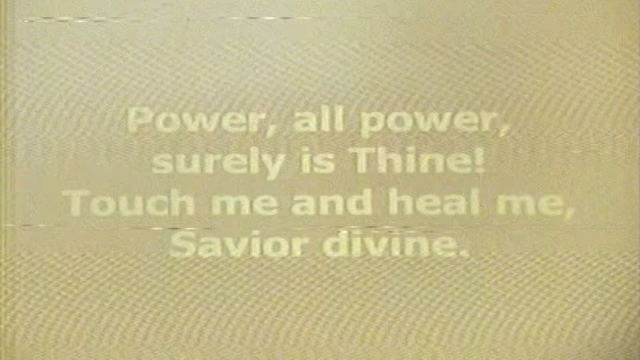 Power, all power,
surely is Thine!
Touch me and heal me,
Savior divine.